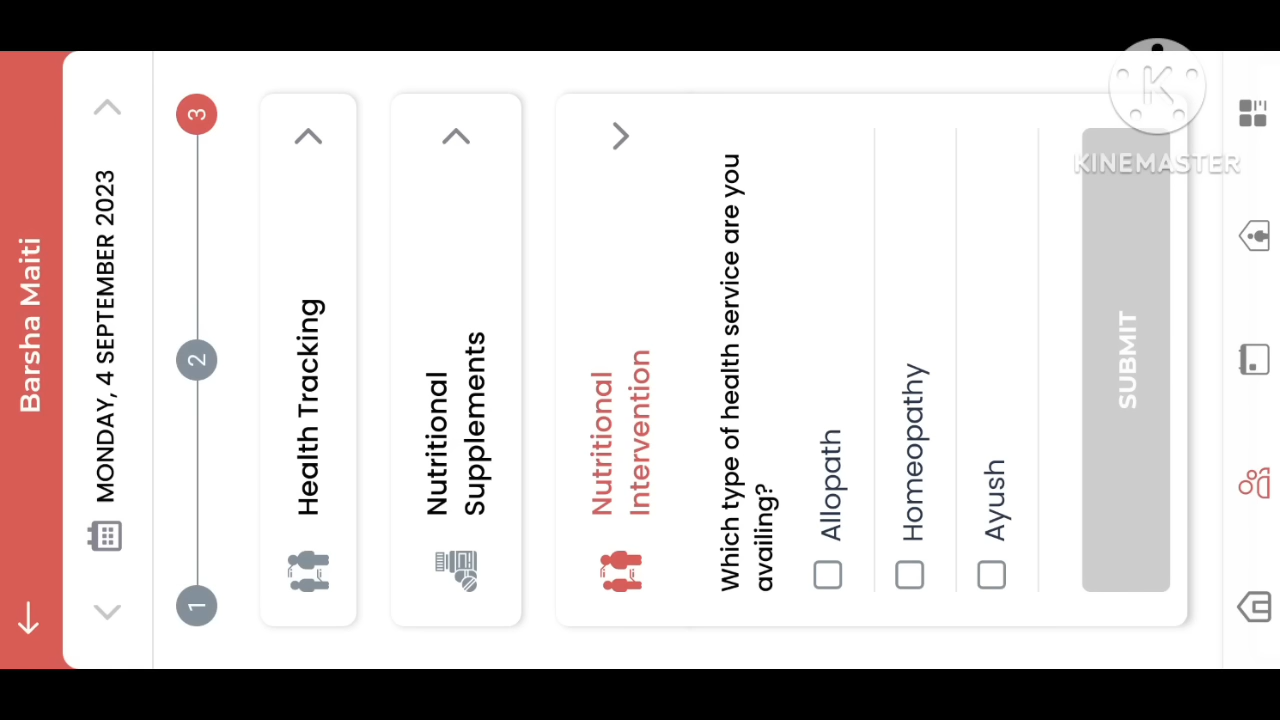 Barsha Maiti
MONDAY, 4 SEPTEMBER 2023
1 2 3
Health Tracking
Nutritional
Supplements
Nutritional
Intervention
Which type of health service are you
availing?
Allopath
Homeopathy
Ayush
SUBMIT
K
KINEMASTER